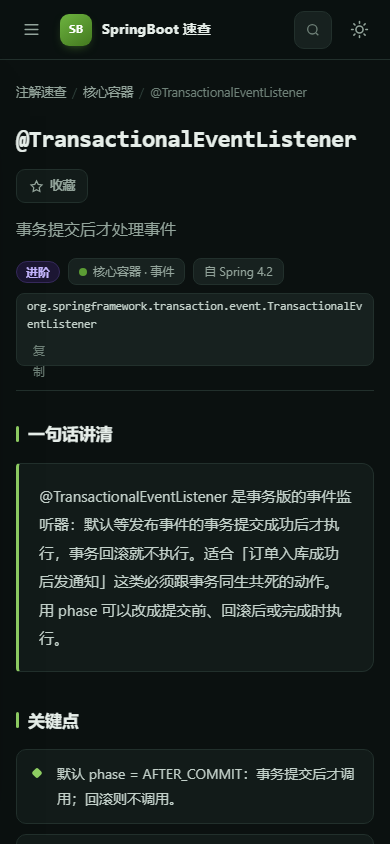 SB SpringBoot 速查
注解速查 / 核心容器 / @TransactionalEventListener
@TransactionalEventListener
收藏
事务提交后才处理事件
进阶 核心容器 · 事件 自 Spring 4.2
org.springframework.transaction.event.TransactionalEv
entListener
复
制
一句话讲清
@TransactionalEventListener 是事务版的事件监
听器：默认等发布事件的事务提交成功后才执
行，事务回滚就不执行。适合「订单入库成功
后发通知」这类必须跟事务同生共死的动作。
用 phase 可以改成提交前、回滚后或完成时执
行。
关键点
默认 phase = AFTER_COMMIT：事务提交后才调
用；回滚则不调用。